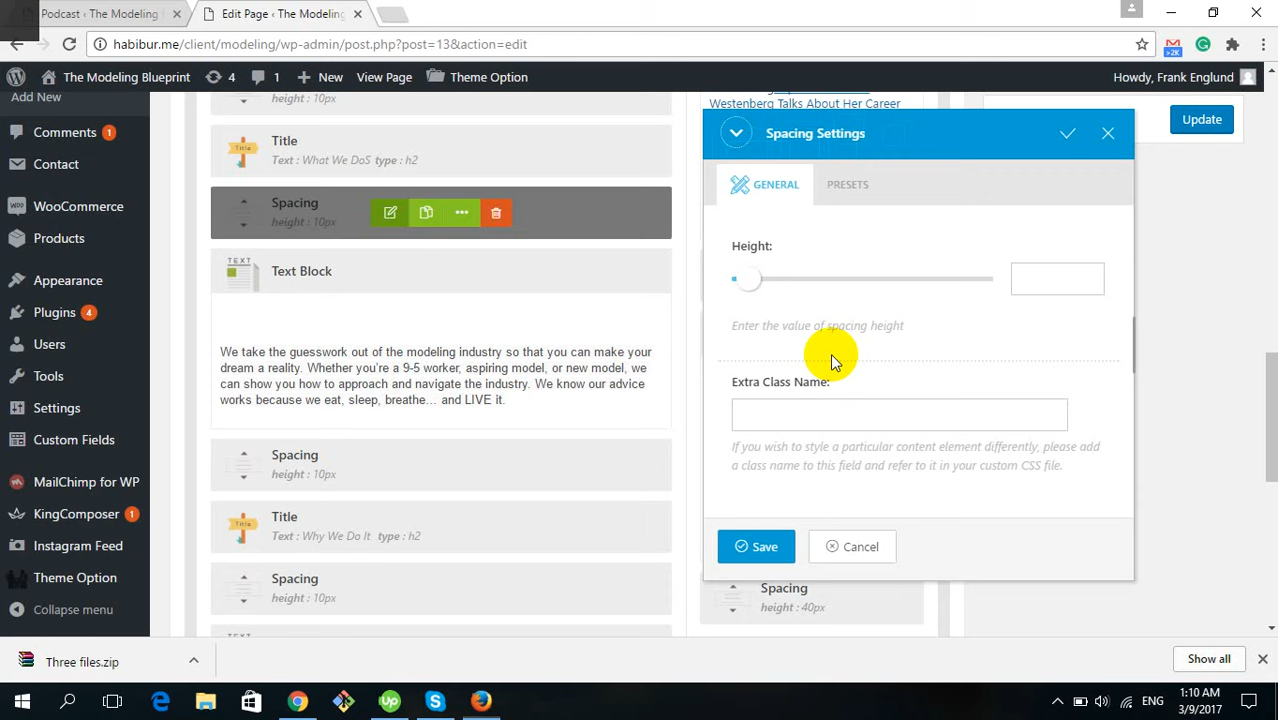 Podcast ‹ The Modeling
Edit Page ‹ The Modeling
habibur.me/client/modeling/wp-admin/post.php?post=13&action=edit
>2K
The Modeling Blueprint
4
1
New
View Page
Theme Option
Howdy, Frank Englund
Add New
Comments 1
Contact
WooCommerce
Products
Appearance
Plugins 4
Users
Tools
Settings
Custom Fields
MailChimp for WP
KingComposer 1
Instagram Feed
Theme Option
Collapse menu
height : 10px
Title
Text : What We DoS type : h2
Spacing
height : 10px
TEXT
Text Block
We take the guesswork out of the modeling industry so that you can make your
dream a reality. Whether you're a 9-5 worker, aspiring model, or new model, we
can show you how to approach and navigate the industry. We know our advice
works because we eat, sleep, breathe… and LIVE it.
Spacing
height : 10px
Title
Title
Text : Why We Do It type : h2
Spacing
height : 10px
Westenberg Talks About Her Career
Update
Spacing Settings
GENERAL
PRESETS
Height:
Enter the value of spacing height
Extra Class Name:
If you wish to style a particular content element differently, please add
a class name to this field and refer to it in your custom CSS file.
Save
Cancel
Spacing
height : 40px
Three files.zip
Show all
ENG
1:10 AM
3/9/2017